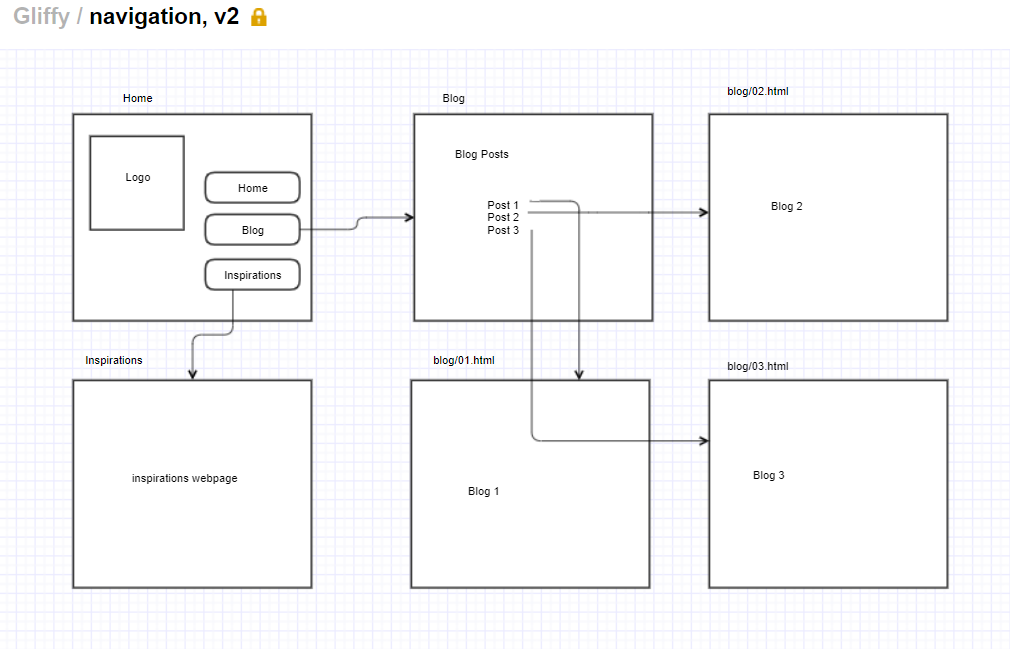 Gliffy / navigation, v2
Home
Logo
Home
Blog
Inspirations
Blog
Blog Posts
Post 1
Post 2
Post 3
blog/02.html
Blog 2
Inspirations
inspirations webpage
blog/01.html
Blog 1
blog/03.html
Blog 3